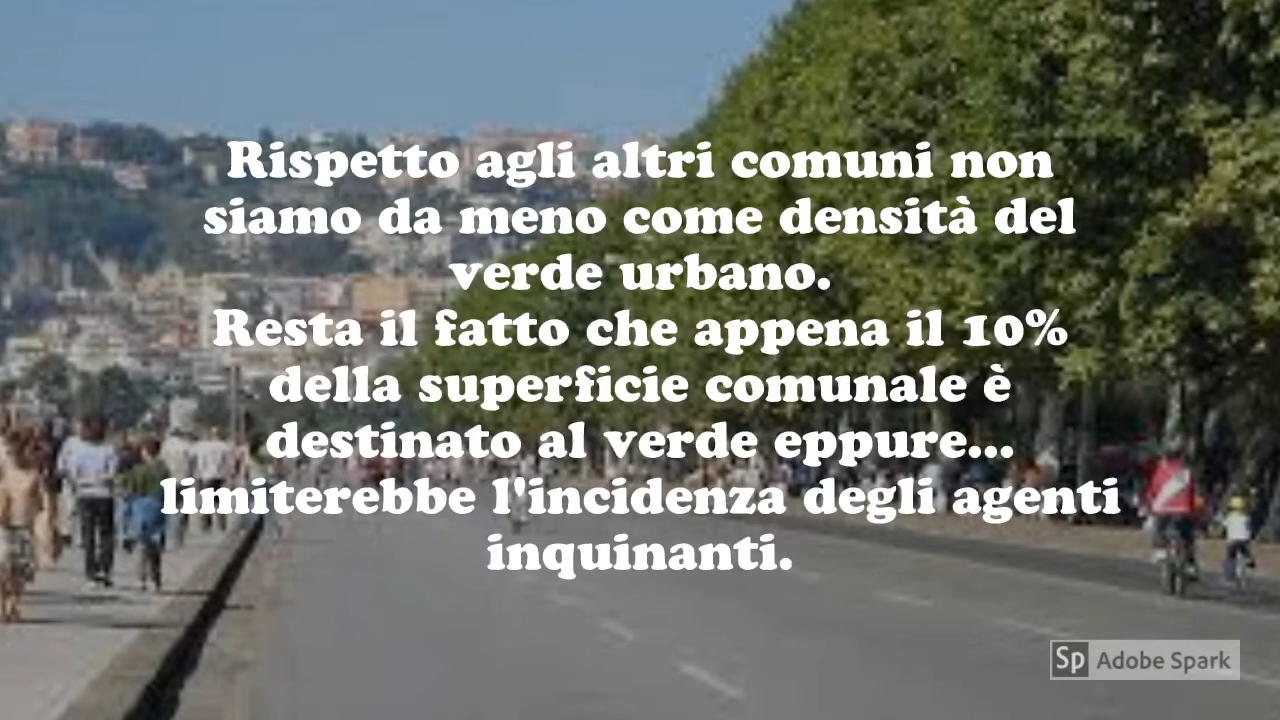 Rispetto agli altri comuni non
siamo da meno come densità del
verde urbano.
Resta il fatto che appena il 10%
della superficie comunale è
destinato al verde eppure...
limiterebbe l'incidenza degli agenti
inquinanti.
Sp Adobe Spark